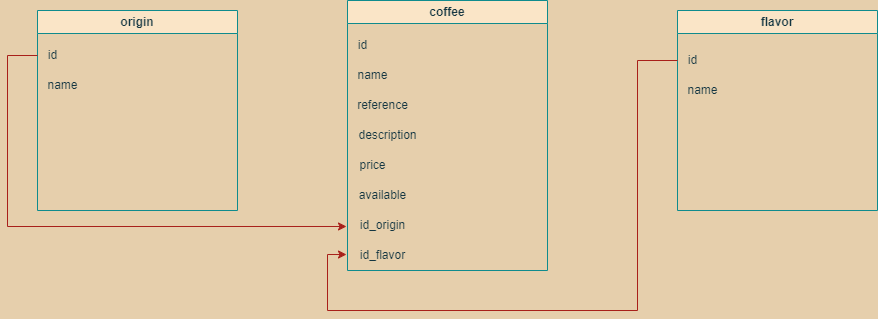 origin
id
name
coffee
id
name
reference
description
price
available
id_origin
id_flavor
flavor
id
name